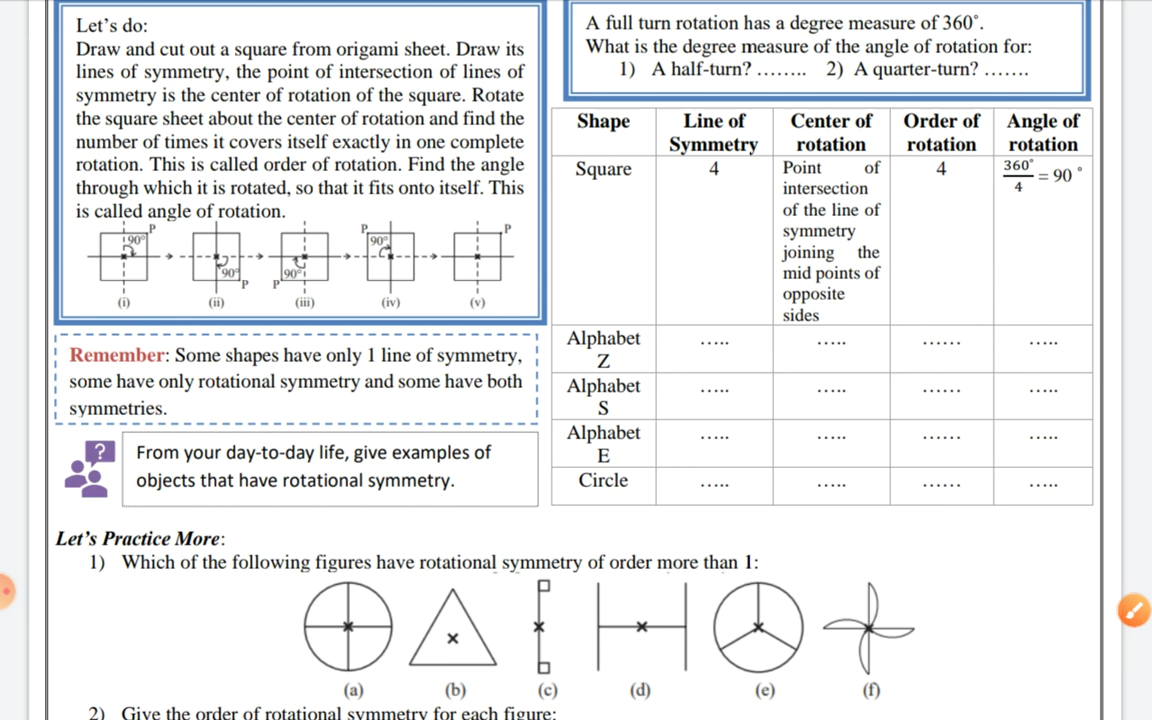 Let's do:
Draw and cut out a square from origami sheet. Draw its
lines of symmetry, the point of intersection of lines of
symmetry is the center of rotation of the square. Rotate
the square sheet about the center of rotation and find the
number of times it covers itself exactly in one complete
rotation. This is called order of rotation. Find the angle
through which it is rotated, so that it fits onto itself. This
is called angle of rotation.
P P
90° 90°
90° 90°
P P P
(i) (ii) (iii) (iv) (v)
Remember: Some shapes have only 1 line of symmetry,
some have only rotational symmetry and some have both
symmetries.
?
From your day-to-day life, give examples of
objects that have rotational symmetry.
A full turn rotation has a degree measure of 360°.
What is the degree measure of the angle of rotation for:
1) A half-turn? ........ 2) A quarter-turn? .......
Shape Line of Symmetry Center of rotation Order of rotation Angle of rotation
Square 4 Point of intersection of the line of symmetry joining the mid points of opposite sides 4 360°/4 = 90 °
Alphabet Z ..... ..... ...... .....
Alphabet S ..... ..... ...... .....
Alphabet E ..... ..... ...... .....
Circle ..... ..... ...... .....
Let's Practice More:
1) Which of the following figures have rotational symmetry of order more than 1:
(a) (b) (c) (d) (e) (f)
2) Give the order of rotational symmetry for each figure: